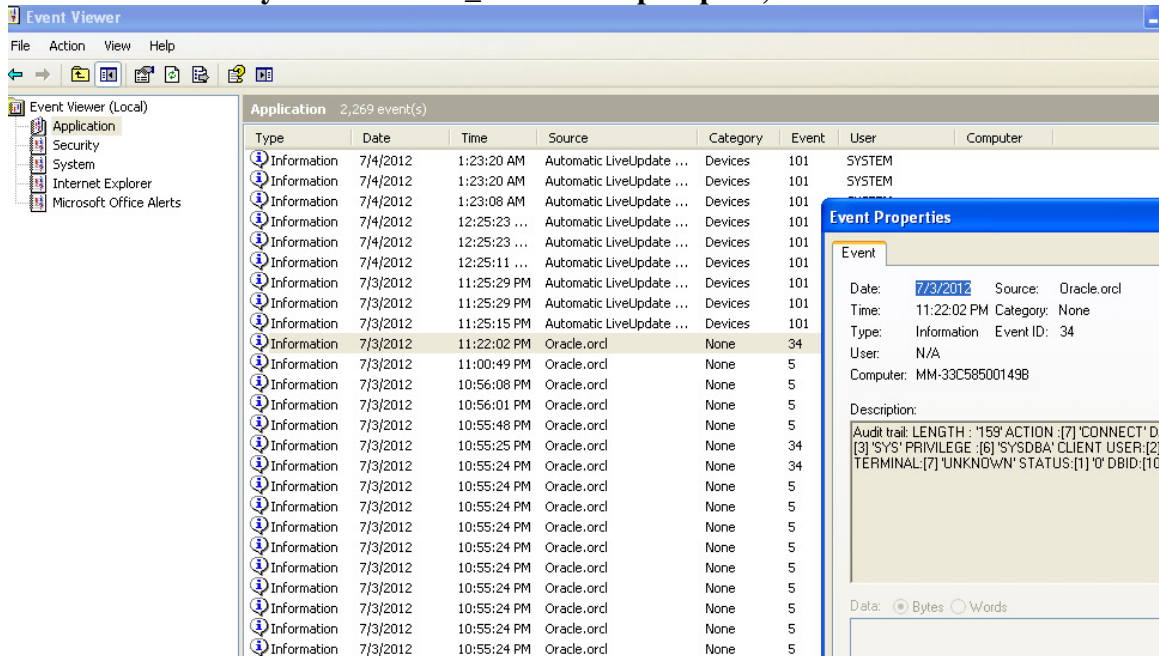 Event Viewer
File Action View Help
Event Viewer (Local)
Application
Security
System
Internet Explorer
Microsoft Office Alerts
Application 2,269 event(s)
Type Date Time Source Category Event User Computer
Information 7/4/2012 1:23:20 AM Automatic LiveUpdate ... Devices 101 SYSTEM
Information 7/4/2012 1:23:20 AM Automatic LiveUpdate ... Devices 101 SYSTEM
Information 7/4/2012 1:23:08 AM Automatic LiveUpdate ... Devices 101
Information 7/4/2012 12:25:23 ... Automatic LiveUpdate ... Devices 101
Information 7/4/2012 12:25:23 ... Automatic LiveUpdate ... Devices 101
Information 7/4/2012 12:25:11 ... Automatic LiveUpdate ... Devices 101
Information 7/3/2012 11:25:29 PM Automatic LiveUpdate ... Devices 101
Information 7/3/2012 11:25:29 PM Automatic LiveUpdate ... Devices 101
Information 7/3/2012 11:25:15 PM Automatic LiveUpdate ... Devices 101
Information 7/3/2012 11:22:02 PM Oracle.orcl None 34
Information 7/3/2012 11:00:49 PM Oracle.orcl None 5
Information 7/3/2012 10:56:08 PM Oracle.orcl None 5
Information 7/3/2012 10:56:01 PM Oracle.orcl None 5
Information 7/3/2012 10:55:48 PM Oracle.orcl None 5
Information 7/3/2012 10:55:25 PM Oracle.orcl None 34
Information 7/3/2012 10:55:24 PM Oracle.orcl None 34
Information 7/3/2012 10:55:24 PM Oracle.orcl None 5
Information 7/3/2012 10:55:24 PM Oracle.orcl None 5
Information 7/3/2012 10:55:24 PM Oracle.orcl None 5
Information 7/3/2012 10:55:24 PM Oracle.orcl None 5
Information 7/3/2012 10:55:24 PM Oracle.orcl None 5
Information 7/3/2012 10:55:24 PM Oracle.orcl None 5
Information 7/3/2012 10:55:24 PM Oracle.orcl None 5
Information 7/3/2012 10:55:24 PM Oracle.orcl None 5
Information 7/3/2012 10:55:24 PM Oracle.orcl None 5
Event Properties
Event
Date: 7/3/2012 Source: Oracle.orcl
Time: 11:22:02 PM Category: None
Type: Information Event ID: 34
User: N/A
Computer: MM-33C58500149B
Description:
Audit trail: LENGTH : '159' ACTION :[7] 'CONNECT' D
[3] 'SYS' PRIVILEGE :[6] 'SYSDBA' CLIENT USER:[2]
TERMINAL:[7] 'UNKNOWN' STATUS:[1] '0' DBID:[10
Data: Bytes Words